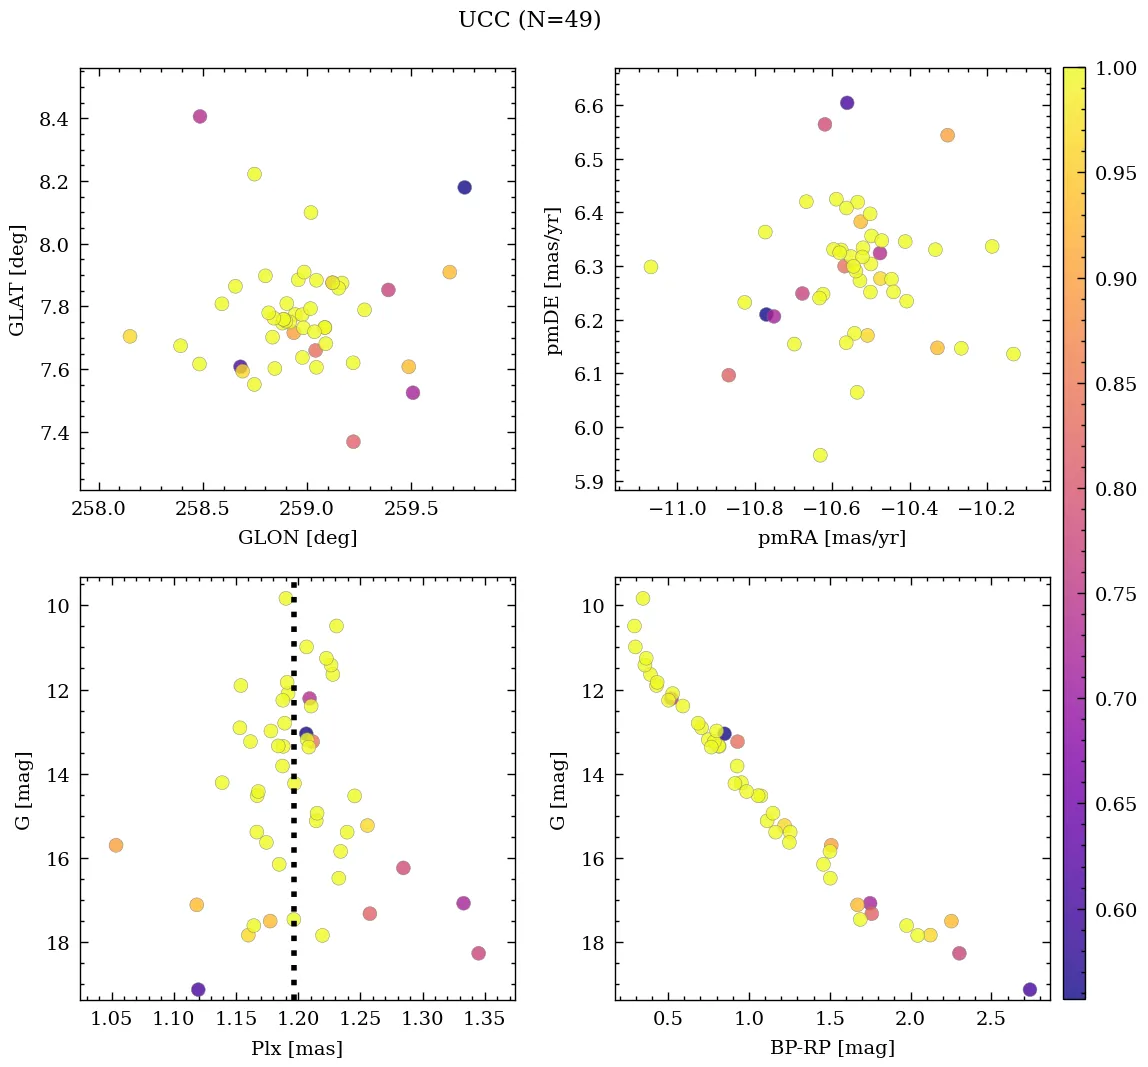 UCC (N=49)
8.4
8.2
8.0
7.8
7.6
7.4
GLAT [deg]
258.0 258.5 259.0 259.5
GLON [deg]
6.6
6.5
6.4
6.3
6.2
6.1
6.0
5.9
pmDE [mas/yr]
−11.0 −10.8 −10.6 −10.4 −10.2
pmRA [mas/yr]
1.00
0.95
0.90
0.85
0.80
0.75
0.70
0.65
0.60
10
12
14
16
18
G [mag]
1.05 1.10 1.15 1.20 1.25 1.30 1.35
Plx [mas]
10
12
14
16
18
G [mag]
0.5 1.0 1.5 2.0 2.5
BP-RP [mag]